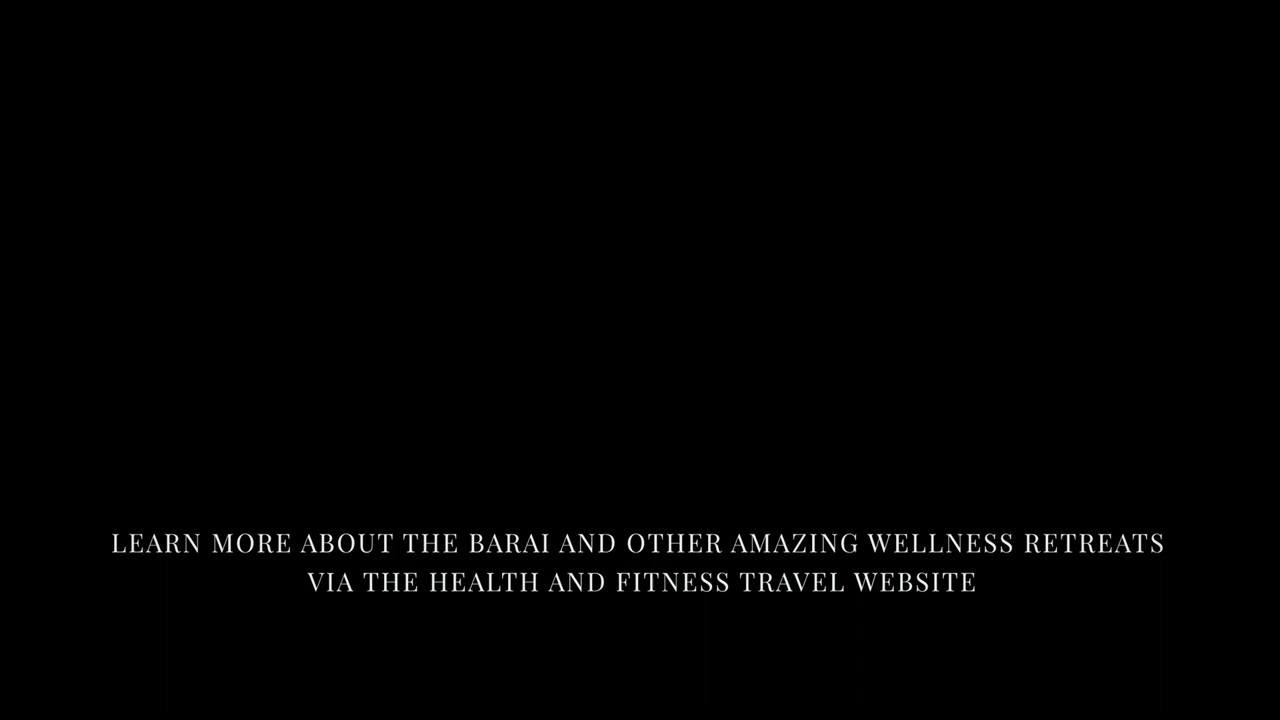 LEARN MORE ABOUT THE BARAI AND OTHER AMAZING WELLNESS RETREATS
VIA THE HEALTH AND FITNESS TRAVEL WEBSITE